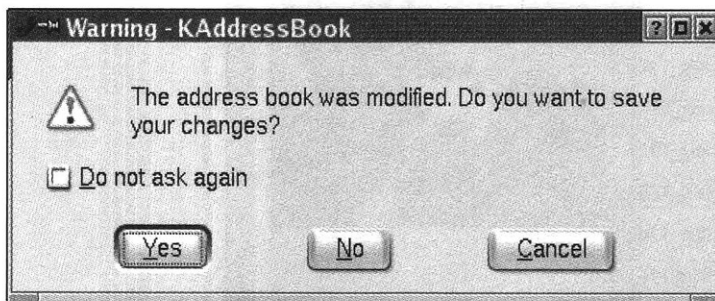 Warning - KAddressBook
The address book was modified. Do you want to save
your changes?
Do not ask again
Yes
No
Cancel